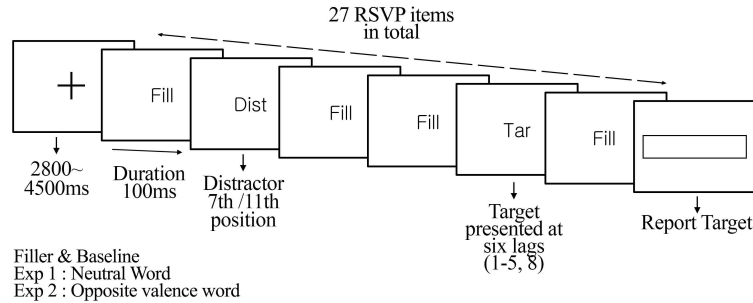 27 RSVP items
in total
Fill
Dist
Fill
Fill
Tar
Fill
2800~
4500ms
Duration
100ms
Distractor
7th /11th
position
Target
presented at
six lags
(1-5, 8)
Report Target
Filler & Baseline
Exp 1 : Neutral Word
Exp 2 : Opposite valence word